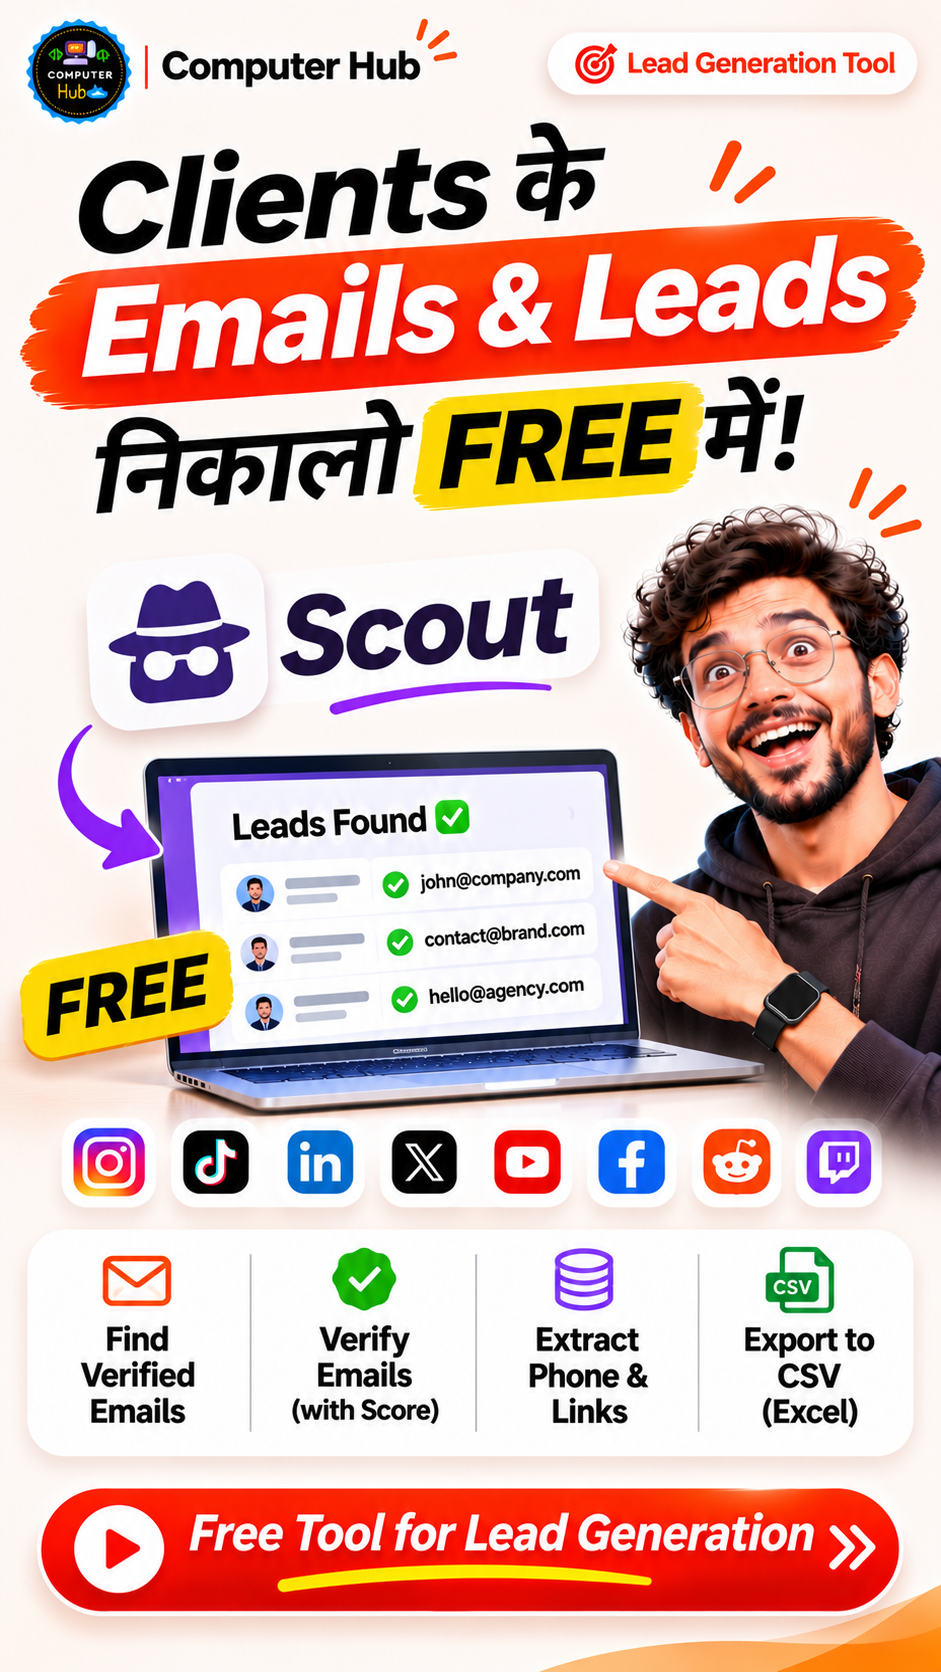 COMPUTER
Hub
Computer Hub
Lead Generation Tool
Clients के
Emails & Leads
निकालो FREE में!
Scout
Leads Found
john@company.com
contact@brand.com
hello@agency.com
FREE
in
X
f
Find
Verified
Emails
Verify
Emails
(with Score)
Extract
Phone &
Links
CSV
Export to
CSV
(Excel)
Free Tool for Lead Generation